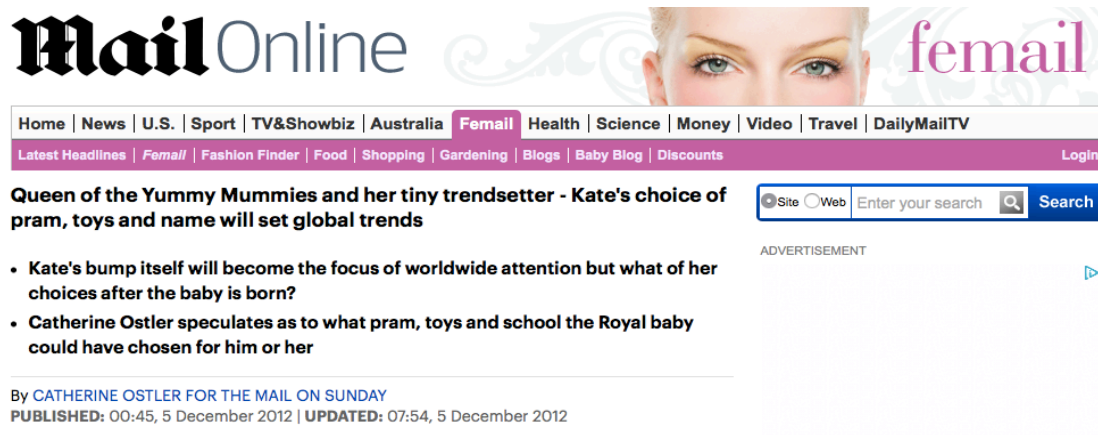 Mail Online femail
Home | News | U.S. | Sport | TV&Showbiz | Australia | Femail | Health | Science | Money | Video | Travel | DailyMailTV
Latest Headlines | Femail | Fashion Finder | Food | Shopping | Gardening | Blogs | Baby Blog | Discounts Login
Queen of the Yummy Mummies and her tiny trendsetter - Kate's choice of
pram, toys and name will set global trends
• Kate's bump itself will become the focus of worldwide attention but what of her
choices after the baby is born?
• Catherine Ostler speculates as to what pram, toys and school the Royal baby
could have chosen for him or her
By CATHERINE OSTLER FOR THE MAIL ON SUNDAY
PUBLISHED: 00:45, 5 December 2012 | UPDATED: 07:54, 5 December 2012
Site Web Enter your search Search
ADVERTISEMENT